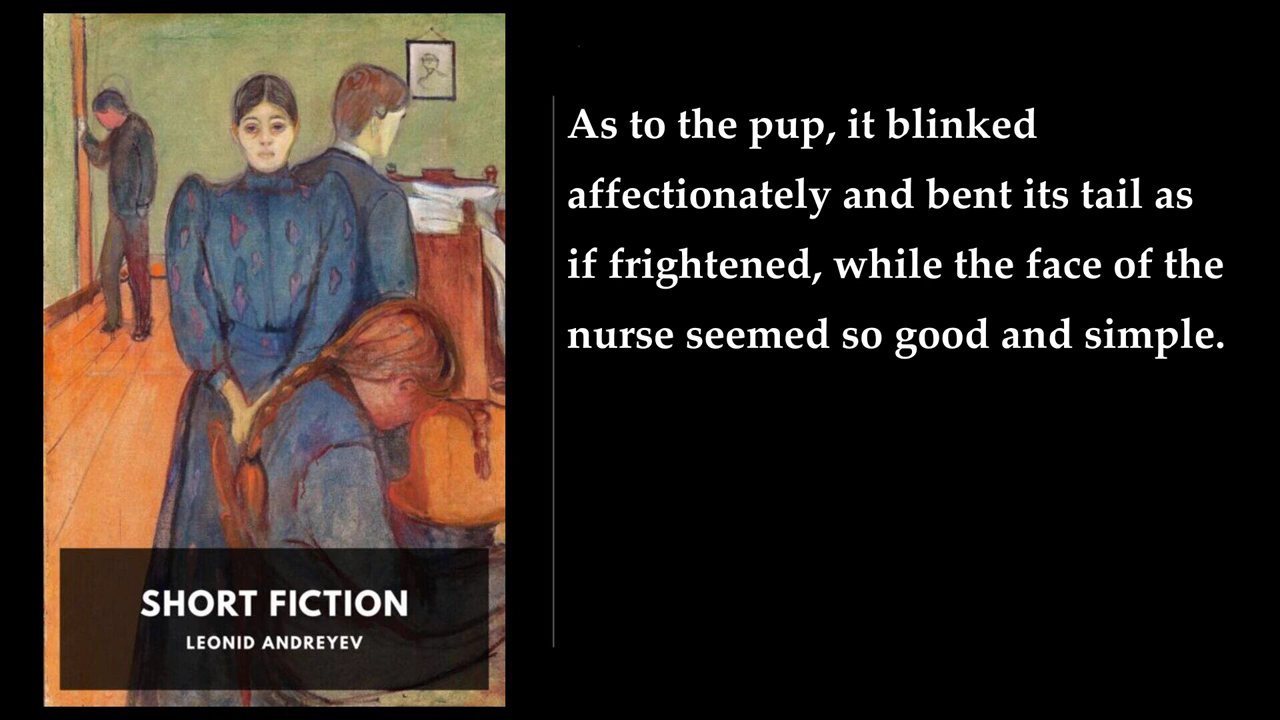 SHORT FICTION
LEONID ANDREYEV
As to the pup, it blinked
affectionately and bent its tail as
if frightened, while the face of the
nurse seemed so good and simple.